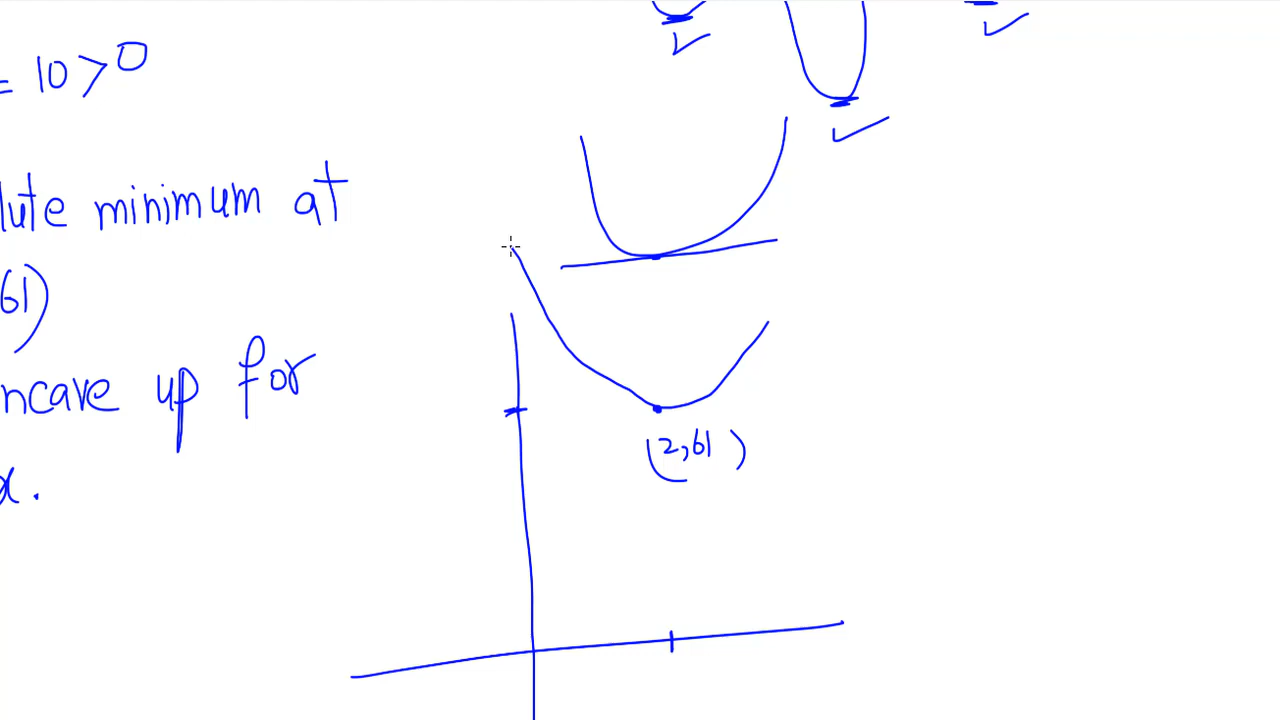 = 10 > 0
lute minimum at
61)
ncave up for
x.
(2,61)